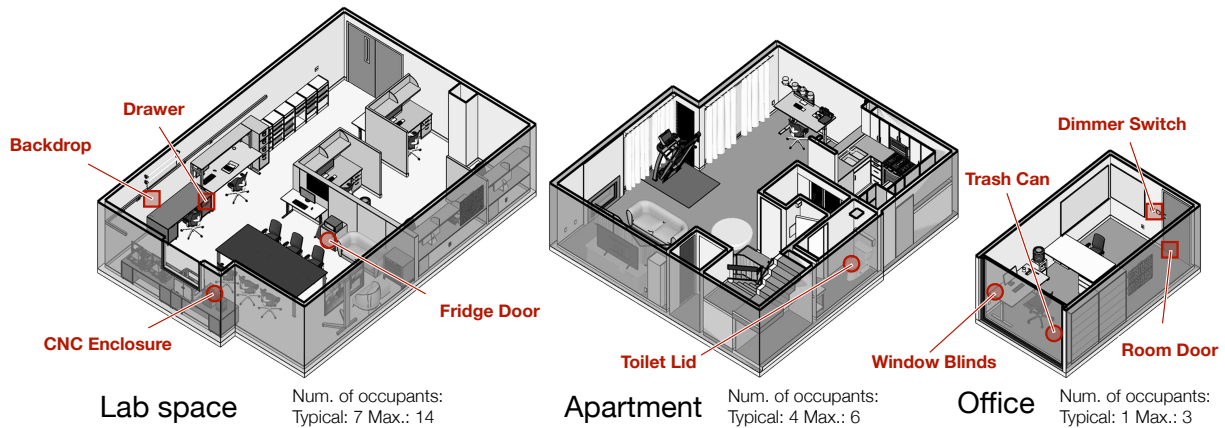 Drawer
Backdrop
CNC Enclosure
Fridge Door
Lab space
Num. of occupants:
Typical: 7 Max.: 14
Toilet Lid
Apartment
Num. of occupants:
Typical: 4 Max.: 6
Dimmer Switch
Trash Can
Window Blinds
Room Door
Office
Num. of occupants:
Typical: 1 Max.: 3